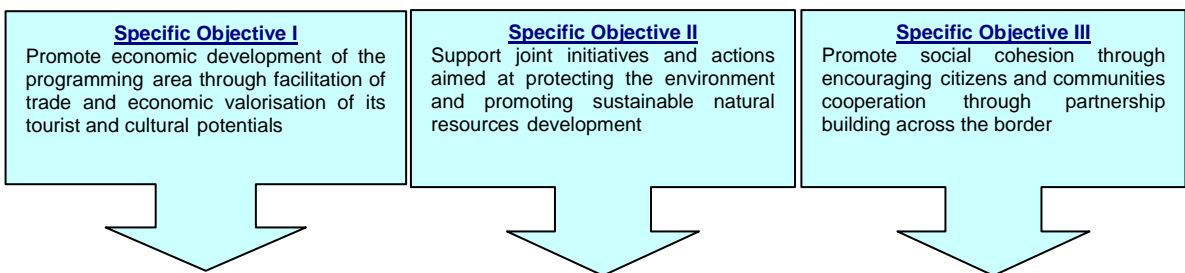 Specific Objective I
Promote economic development of the
programming area through facilitation of
trade and economic valorisation of its
tourist and cultural potentials
Specific Objective II
Support joint initiatives and actions
aimed at protecting the environment
and promoting sustainable natural
resources development
Specific Objective III
Promote social cohesion through
encouraging citizens and communities
cooperation through partnership
building across the border